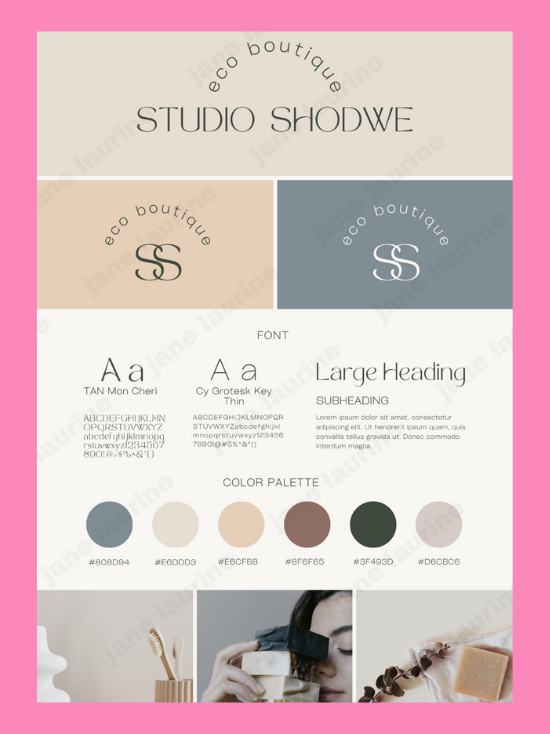 eco boutique
STUDIO SHODWE
eco boutique
SS
eco boutique
SS
FONT
Aa
TAN Mon Cheri
ABCDEFGHIJKLMN
OPQRSTUVWXYZ
abcdefghijklmnopq
rstuvwxyz1234567
890!@#$%^&*()
Aa
Cy Grotesk Key
Thin
ABCDEFGHIJKLMNOPQR
STUVWXYZabcdefghijkl
mnopqrstuvwxyz123456
7890!@#$%^&*()
Large Heading
SUBHEADING
Lorem ipsum dolor sit amet, consectetur
adipiscing elit. Ut hendrerit ipsum quam, quis
convallis tellus gravida ut. Donec commodo
interdum magna.
COLOR PALETTE
#808D94
#E6DDD3
#E6CFB8
#8F6F65
#3F493D
#D6CBC6
jane laurine